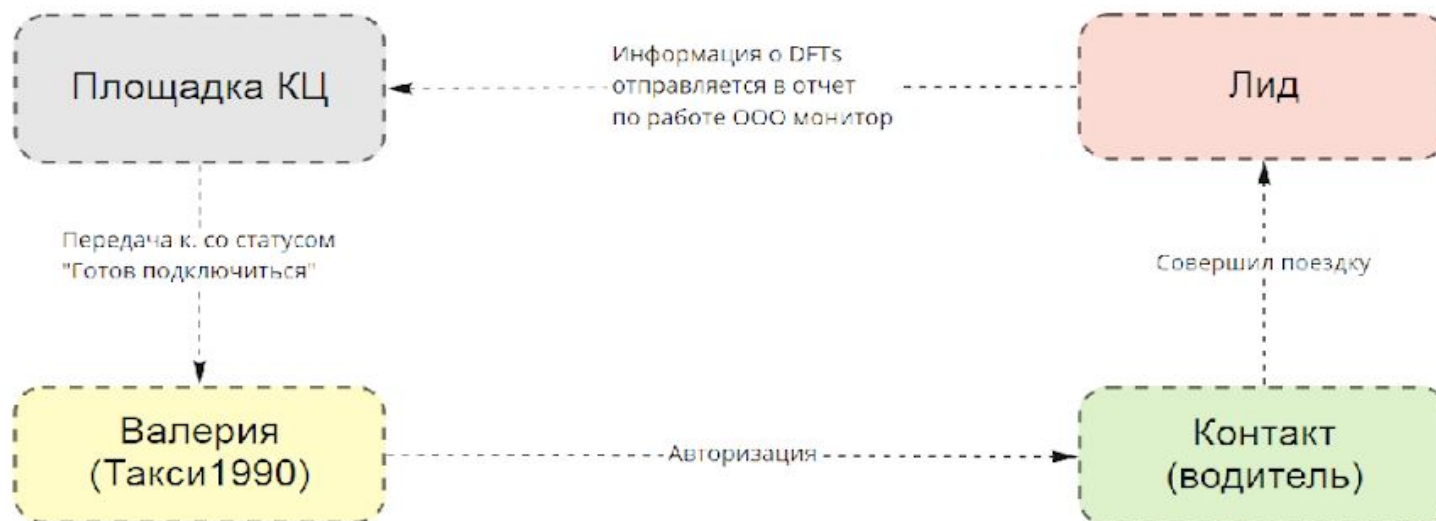 Площадка КЦ
Информация о DFTs
отправляется в отчет
по работе ООО монитор
Лид
Передача к. со статусом
"Готов подключиться"
Совершил поездку
Валерия
(Такси1990)
Авторизация
Контакт
(водитель)